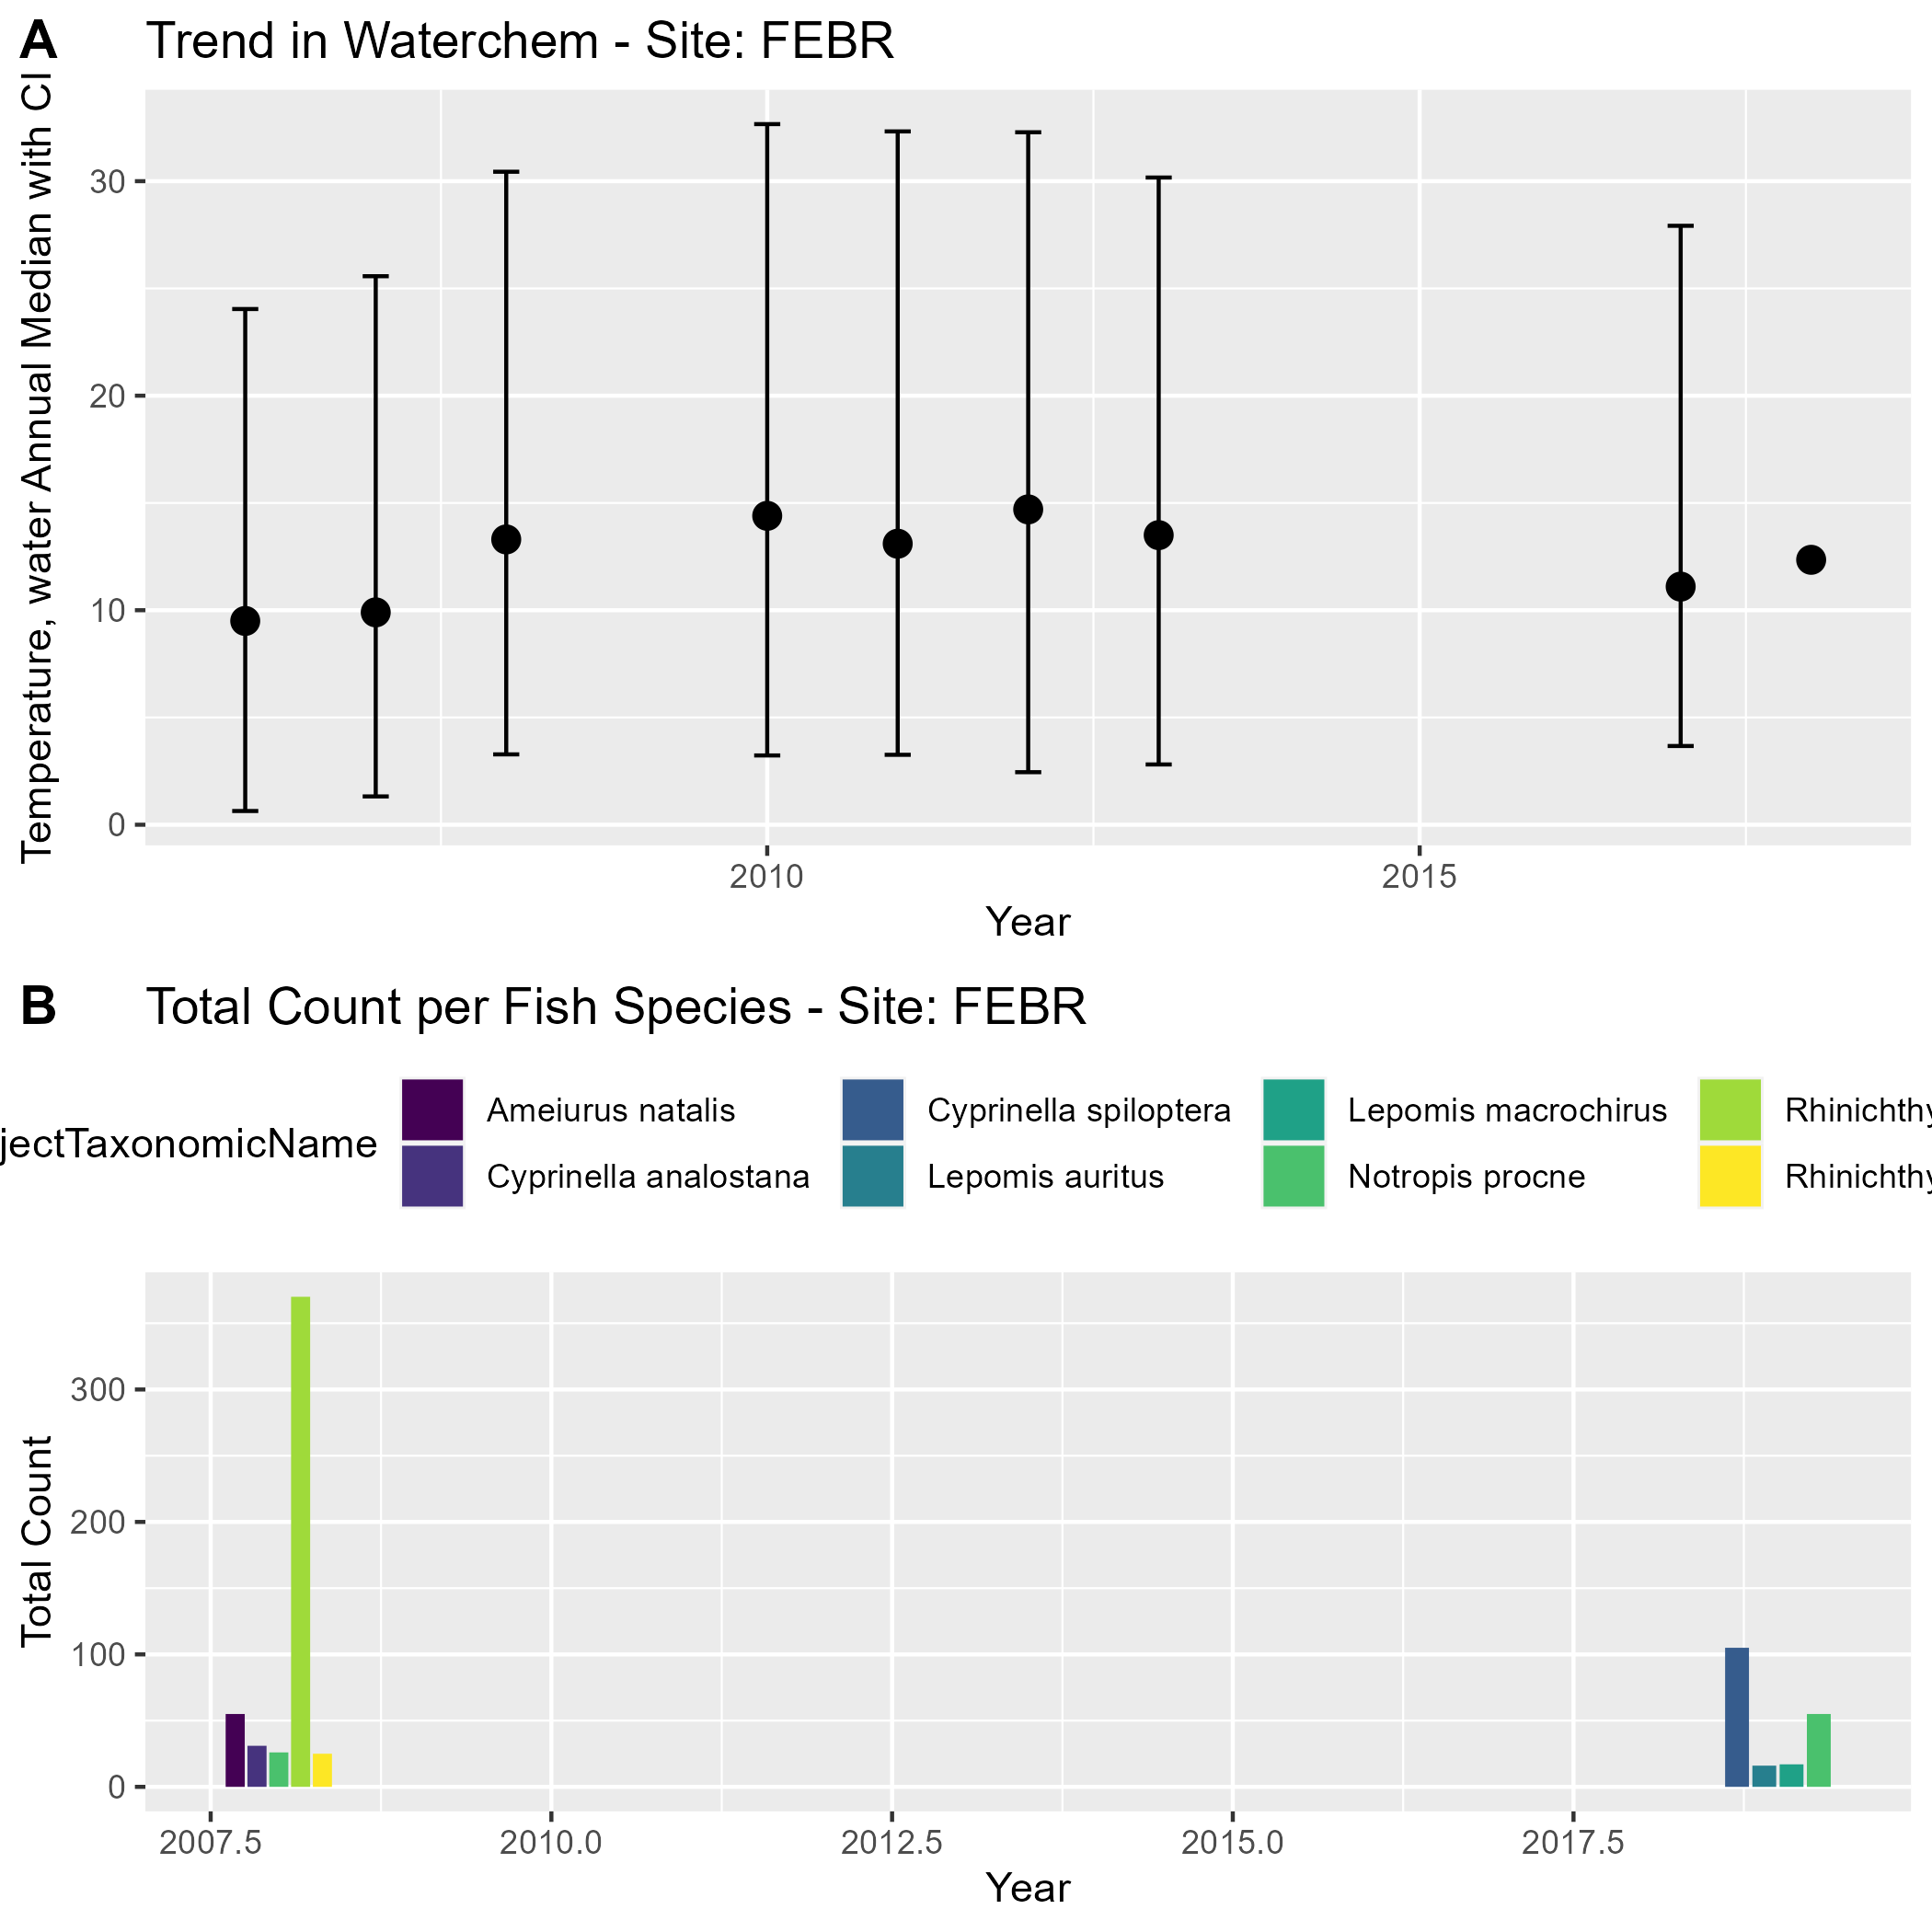 A
Trend in Waterchem - Site: FEBR
Temperature, water Annual Median with CI
30
20
10
0
2010
2015
Year
B
Total Count per Fish Species - Site: FEBR
jectTaxonomicName
Ameiurus natalis
Cyprinella spiloptera
Lepomis macrochirus
Rhinichthy
Cyprinella analostana
Lepomis auritus
Notropis procne
Rhinichthy
Total Count
300
200
100
0
2007.5
2010.0
2012.5
2015.0
2017.5
Year